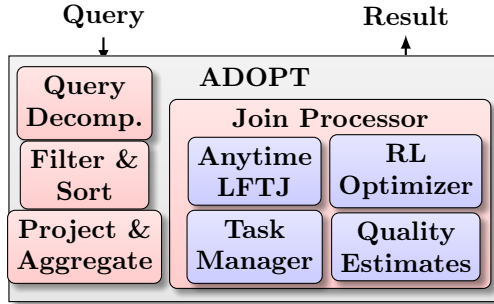 Query
Result
ADOPT
Query
Decomp.
Filter &
Sort
Project &
Aggregate
Join Processor
Anytime
LFTJ
RL
Optimizer
Task
Manager
Quality
Estimates